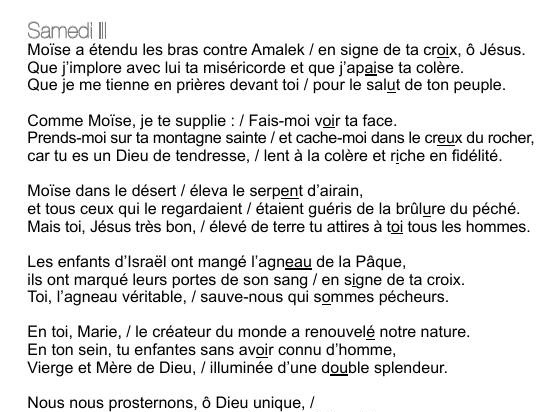 Samedi III
Moïse a étendu les bras contre Amalek / en signe de ta croix, ô Jésus.
Que j’implore avec lui ta miséricorde et que j’apaise ta colère.
Que je me tienne en prières devant toi / pour le salut de ton peuple.
Comme Moïse, je te supplie : / Fais-moi voir ta face.
Prends-moi sur ta montagne sainte / et cache-moi dans le creux du rocher,
car tu es un Dieu de tendresse, / lent à la colère et riche en fidélité.
Moïse dans le désert / éleva le serpent d’airain,
et tous ceux qui le regardaient / étaient guéris de la brûlure du péché.
Mais toi, Jésus très bon, / élevé de terre tu attires à toi tous les hommes.
Les enfants d’Israël ont mangé l’agneau de la Pâque,
ils ont marqué leurs portes de son sang / en signe de ta croix.
Toi, l’agneau véritable, / sauve-nous qui sommes pécheurs.
En toi, Marie, / le créateur du monde a renouvelé notre nature.
En ton sein, tu enfantes sans avoir connu d’homme,
Vierge et Mère de Dieu, / illuminée d’une double splendeur.
Nous nous prosternons, ô Dieu unique, /